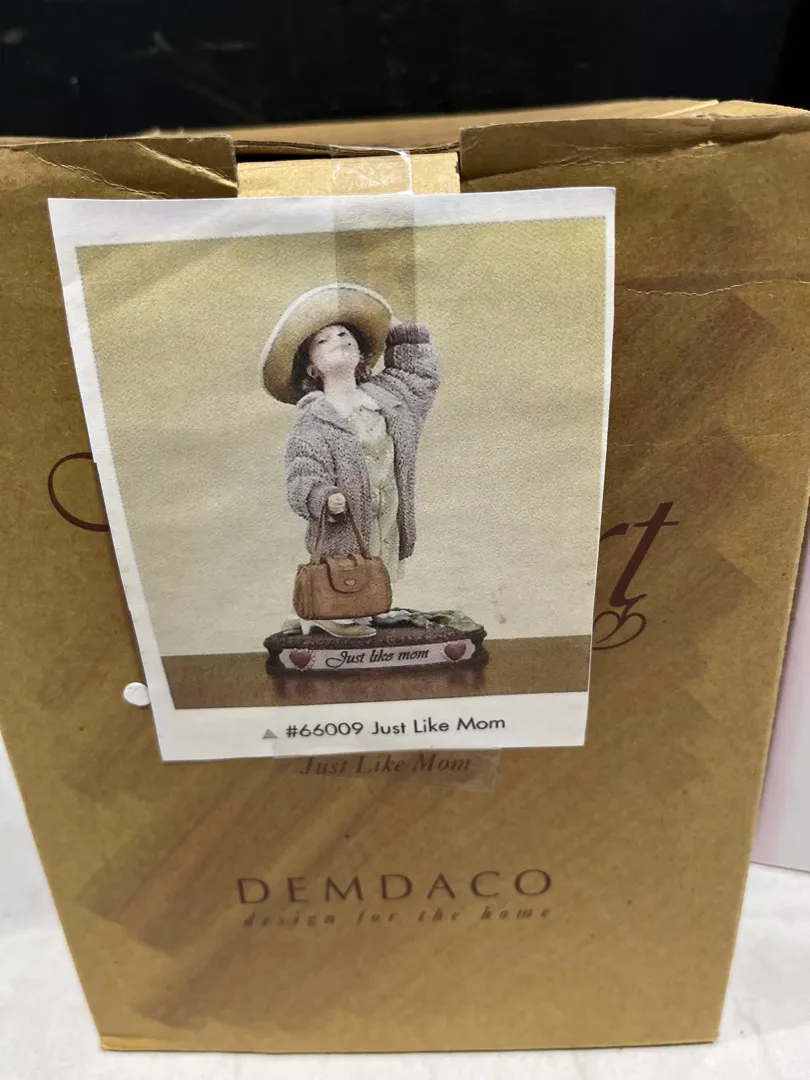 Just like mom
▲ #66009 Just Like Mom
Just Like Mom
DEMDACO
design for the home